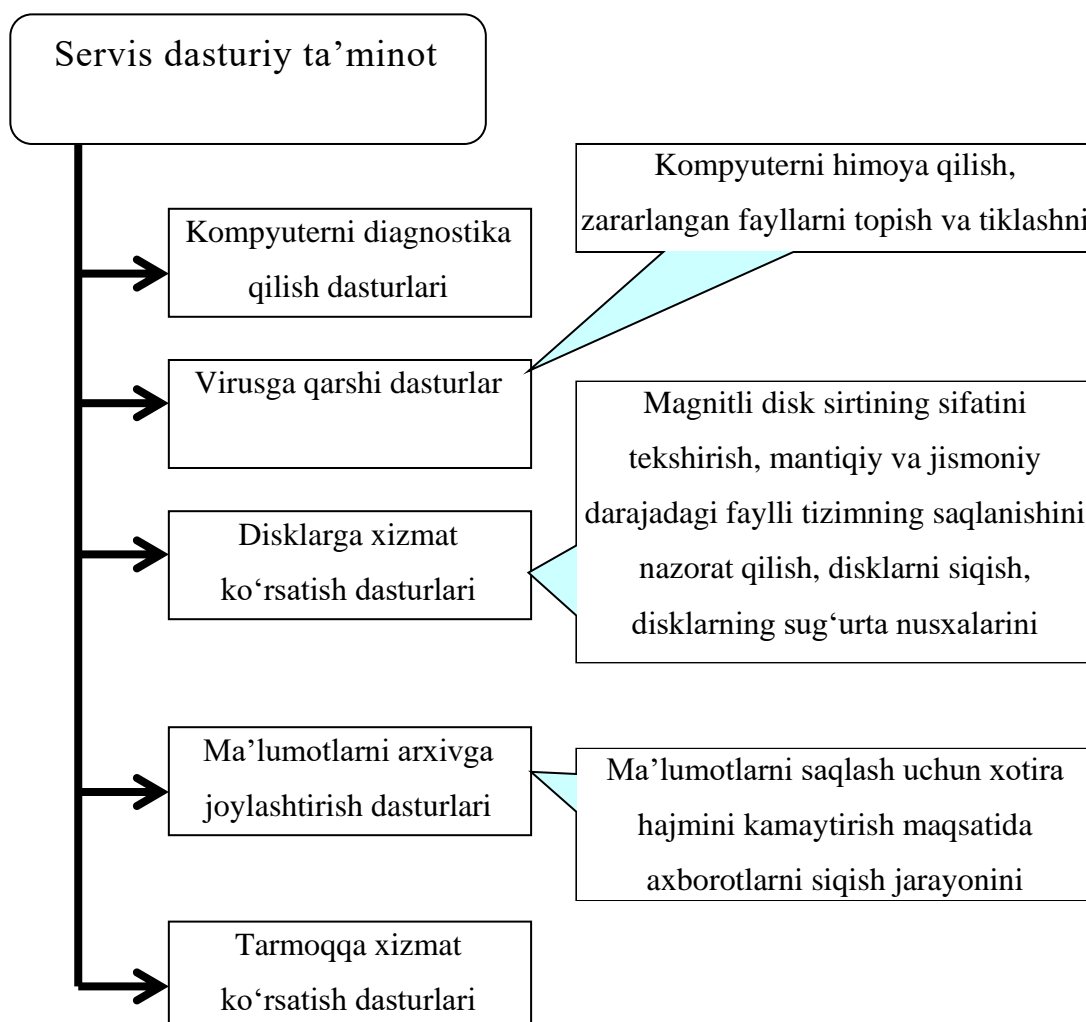 Servis dasturiy ta’minot
Kompyuterni diagnostika
qilish dasturlari
Virusga qarshi dasturlar
Kompyuterni himoya qilish,
zararlangan fayllarni topish va tiklashni
Disklarga xizmat
ko‘rsatish dasturlari
Magnitli disk sirtining sifatini
tekshirish, mantiqiy va jismoniy
darajadagi faylli tizimning saqlanishini
nazorat qilish, disklarni siqish,
disklarning sug‘urta nusxalarini
Ma’lumotlarni arxivga
joylashtirish dasturlari
Ma’lumotlarni saqlash uchun xotira
hajmini kamaytirish maqsatida
axborotlarni siqish jarayonini
Tarmoqqa xizmat
ko‘rsatish dasturlari